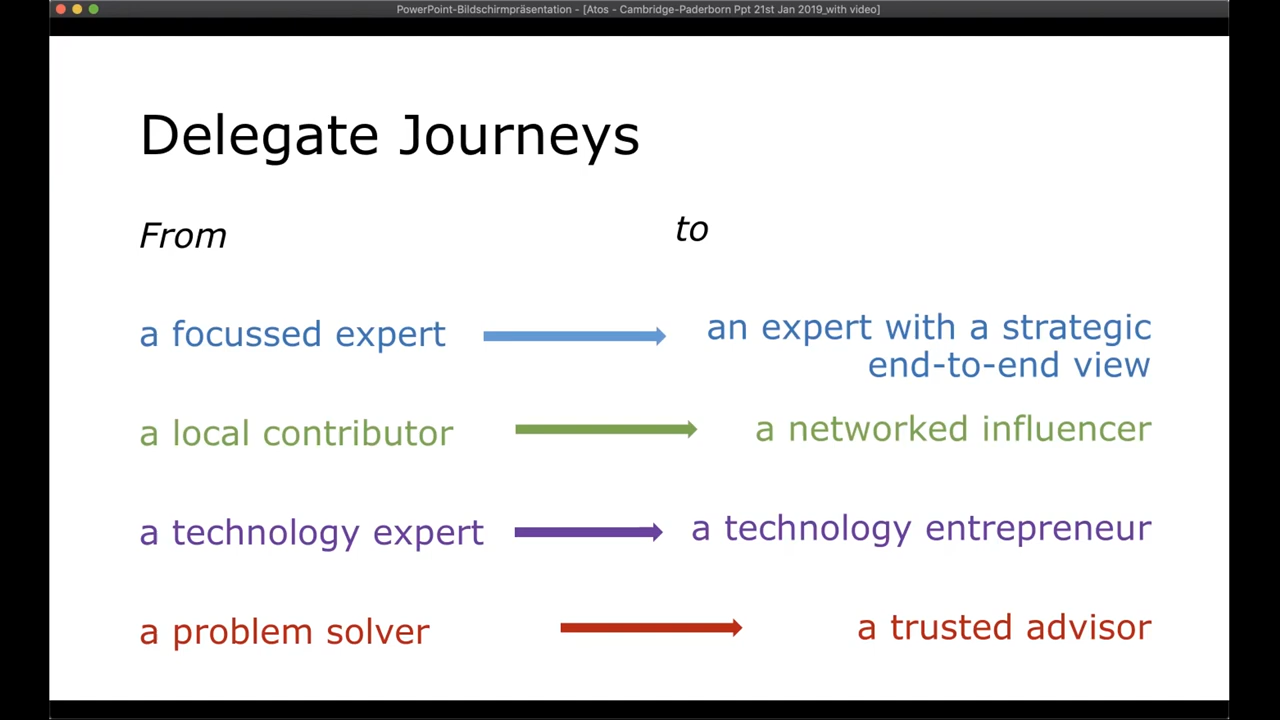 PowerPoint-Bildschirmpräsentation - [Atos - Cambridge-Paderborn Ppt 21st Jan 2019_with video]
Delegate Journeys
From
to
a focussed expert
an expert with a strategic
end-to-end view
a local contributor
a networked influencer
a technology expert
a technology entrepreneur
a problem solver
a trusted advisor